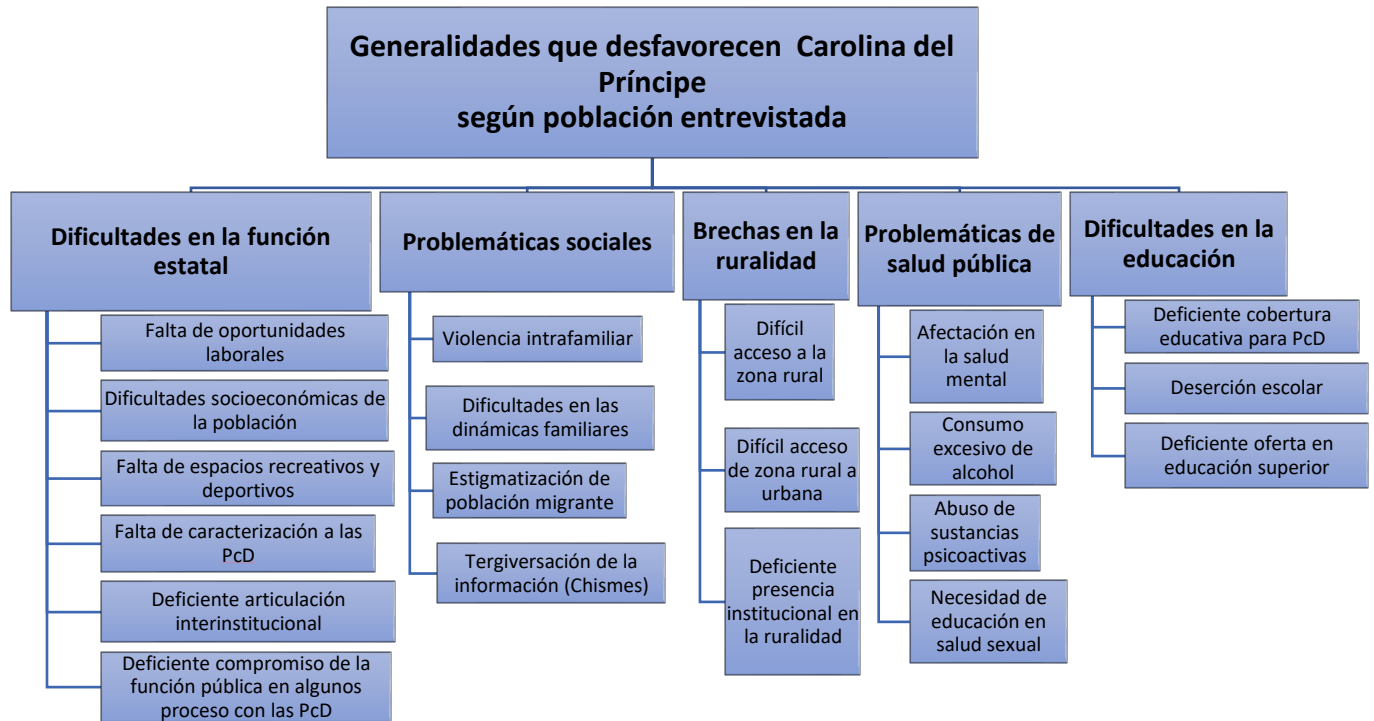 Generalidades que desfavorecen  Carolina del
Príncipe
según población entrevistada
Dificultades en la función
estatal
Falta de oportunidades
laborales
Dificultades socioeconómicas de
la población
Falta de espacios recreativos y
deportivos
Falta de caracterización a las
PcD
Deficiente articulación
interinstitucional
Deficiente compromiso de la
función pública en algunos
proceso con las PcD
Problemáticas sociales
Violencia intrafamiliar
Dificultades en las
dinámicas familiares
Estigmatización de
población migrante
Tergiversación de la
información (Chismes)
Brechas en la
ruralidad
Difícil
acceso a la
zona rural
Difícil acceso
de zona rural a
urbana
Deficiente
presencia
institucional en
la ruralidad
Problemáticas de
salud pública
Afectación en
la salud
mental
Consumo
excesivo de
alcohol
Abuso de
sustancias
psicoactivas
Necesidad de
educación en
salud sexual
Dificultades en la
educación
Deficiente cobertura
educativa para PcD
Deserción escolar
Deficiente oferta en
educación superior